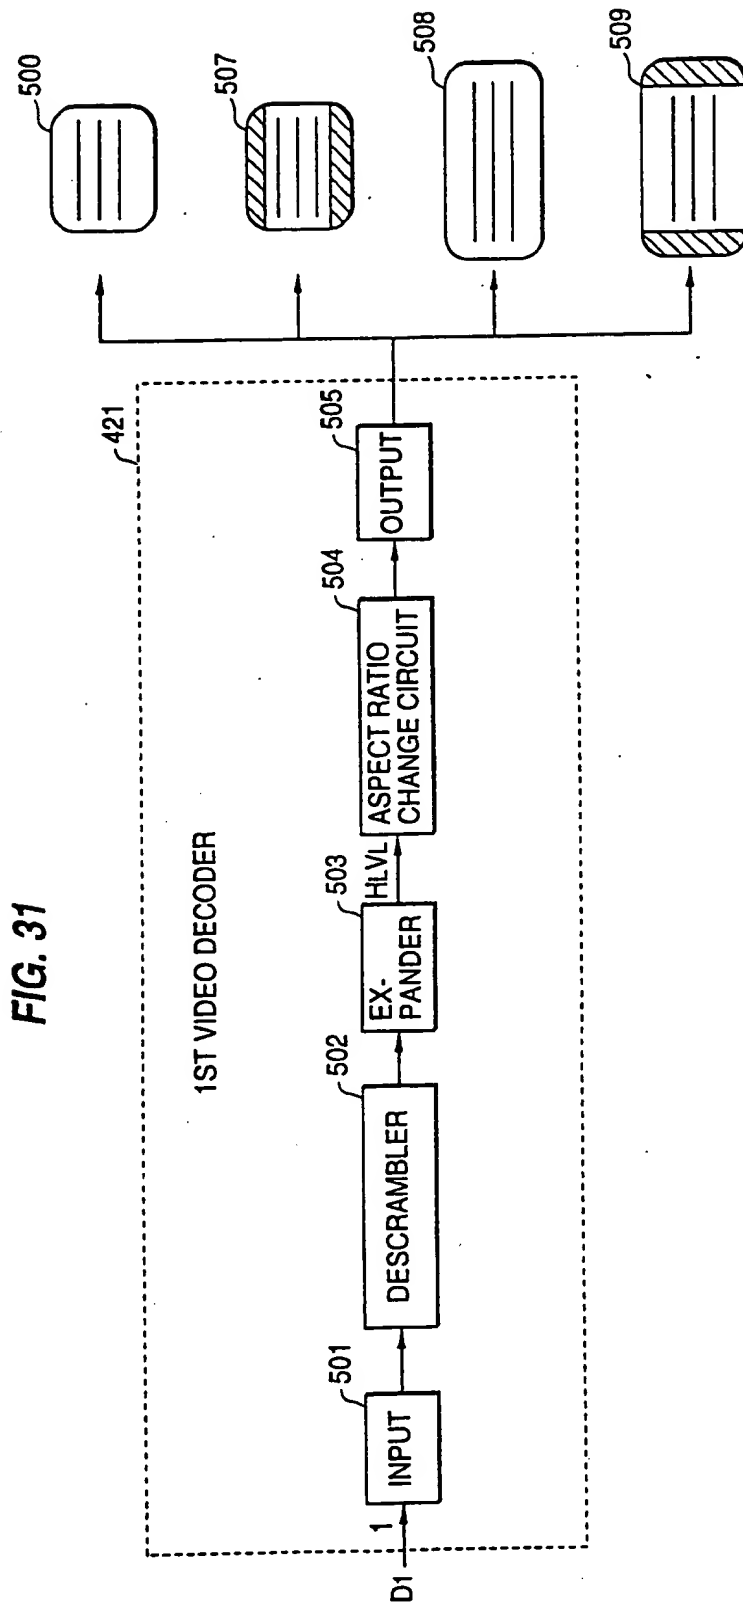 FIG. 31
1ST VIDEO DECODER
421
D1
1
INPUT
501
DESCRAMBLER
502
EX-
PANDER
503
HLVL
ASPECT RATIO
CHANGE CIRCUIT
504
OUTPUT
505
500
507
508
509